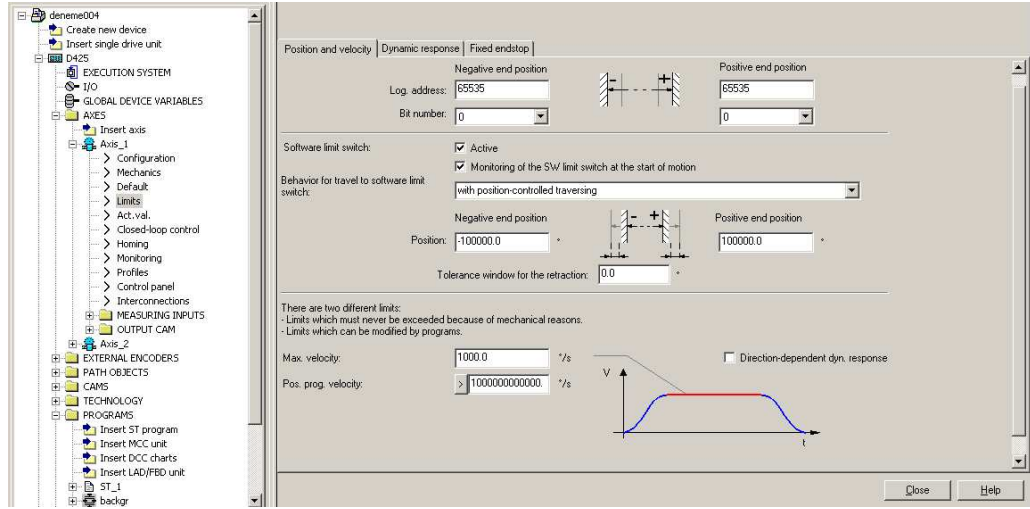 deneme004
Create new device
Insert single drive unit
D425
EXECUTION SYSTEM
I/O
GLOBAL DEVICE VARIABLES
AXES
Insert axis
Axis_1
Configuration
Mechanics
Default
Limits
Act.val.
Closed-loop control
Homing
Monitoring
Profiles
Control panel
Interconnections
MEASURING INPUTS
OUTPUT CAM
Axis_2
EXTERNAL ENCODERS
PATH OBJECTS
CAMS
TECHNOLOGY
PROGRAMS
Insert ST program
Insert MCC unit
Insert DCC charts
Insert LAD/FBD unit
ST_1
backgr
Position and velocity Dynamic response Fixed endstop
Negative end position Positive end position
Log. address: 65535 - + 65535
Bit number: 0 0
Software limit switch: Active
Monitoring of the SW limit switch at the start of motion
Behavior for travel to software limit
switch: with position-controlled traversing
Negative end position - + Positive end position
Position: -100000.0 ° 100000.0 °
Tolerance window for the retraction: 0.0 °
There are two different limits:
- Limits which must never be exceeded because of mechanical reasons.
- Limits which can be modified by programs.
Max. velocity: 1000.0 °/s Direction-dependent dyn. response
Pos. prog. velocity: > 1000000000000. °/s
V
t
Close Help